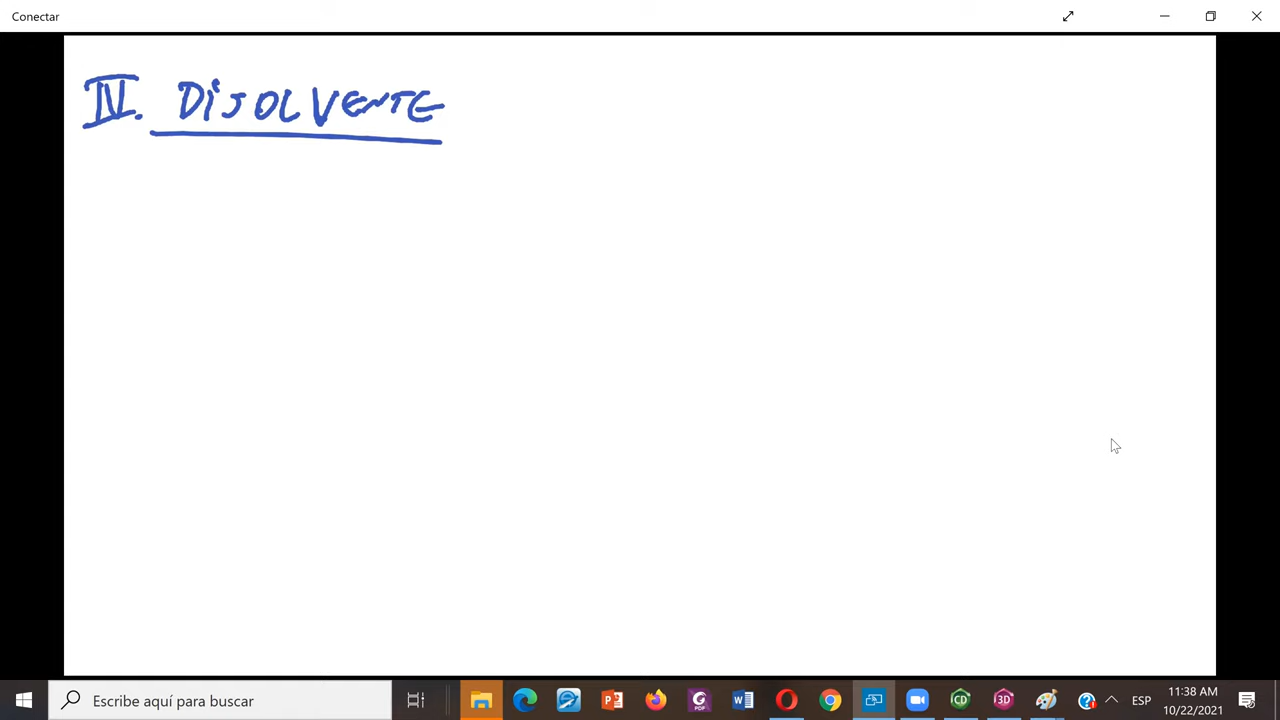 Conectar
IV. DISOLVENTE
Escribe aquí para buscar
ESP
11:38 AM
10/22/2021